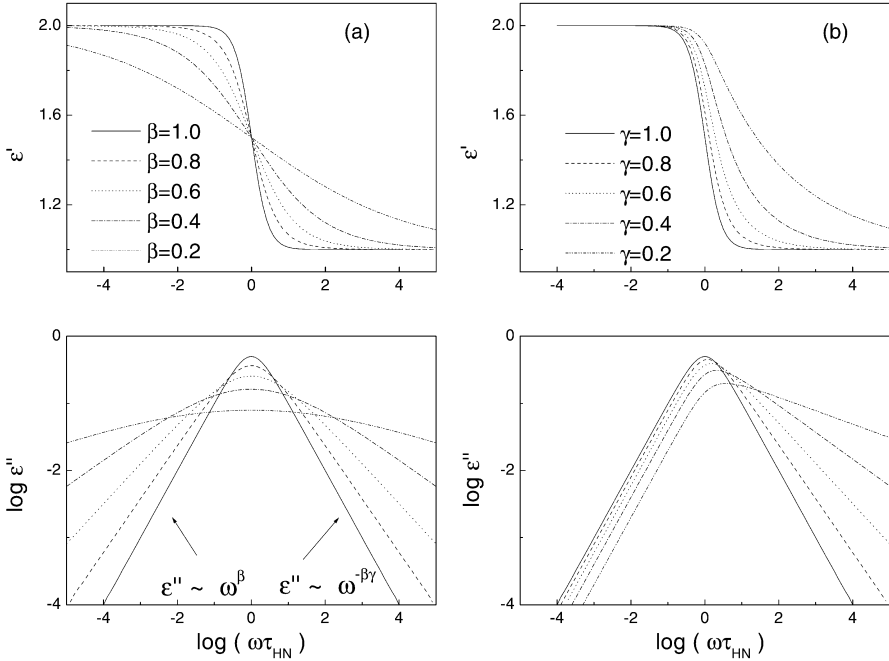 (a)
2.0
1.6
1.2
ε'
β=1.0
β=0.8
β=0.6
β=0.4
β=0.2
-4 -2 0 2 4
(b)
2.0
1.6
1.2
ε'
γ=1.0
γ=0.8
γ=0.6
γ=0.4
γ=0.2
-4 -2 0 2 4
0
-2
-4
log ε''
ε'' ~ ω^β
ε'' ~ ω^-βγ
-4 -2 0 2 4
log ( ωτ_HN )
0
-2
-4
log ε''
-4 -2 0 2 4
log ( ωτ_HN )